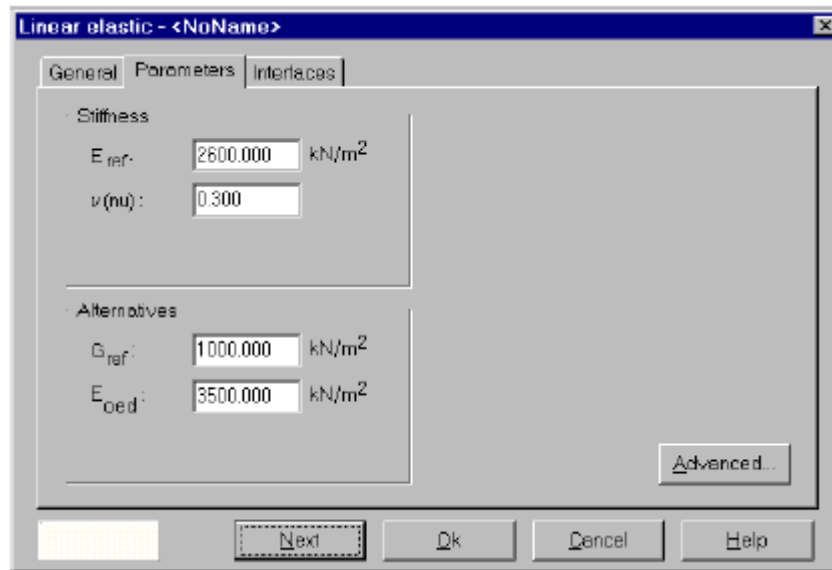 Linear elastic - <NoName>
General Parameters Interfaces
Stiffness
E ref. 2600.000 kN/m²
ν (nu) : 0.300
Alternatives
G ref : 1000.000 kN/m²
E oed : 3500.000 kN/m²
Advanced...
Next Ok Cancel Help